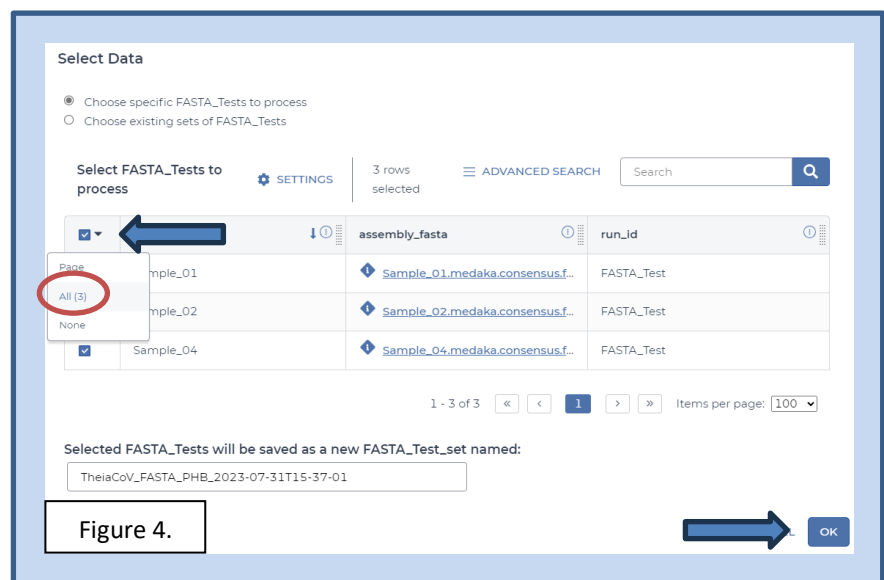 Select Data
Choose specific FASTA_Tests to process
Choose existing sets of FASTA_Tests
Select FASTA_Tests to process
SETTINGS
3 rows selected
ADVANCED SEARCH
Search
assembly_fasta
run_id
Page
All (3)
None
Sample_01.medaka.consensus.f...
FASTA_Test
Sample_02.medaka.consensus.f...
FASTA_Test
Sample_04
Sample_04.medaka.consensus.f...
FASTA_Test
1 - 3 of 3 « ‹ 1 › » Items per page: 100
Selected FASTA_Tests will be saved as a new FASTA_Test_set named:
TheiaCoV_FASTA_PHB_2023-07-31T15-37-01
Figure 4.
OK